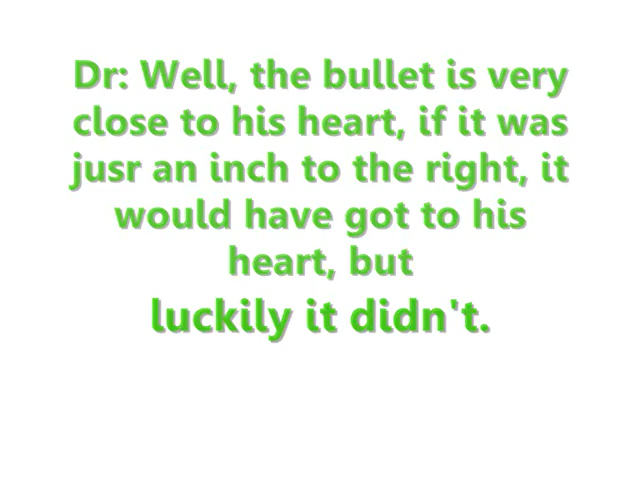 Dr: Well, the bullet is very
close to his heart, if it was
jusr an inch to the right, it
would have got to his
heart, but
luckily it didn't.